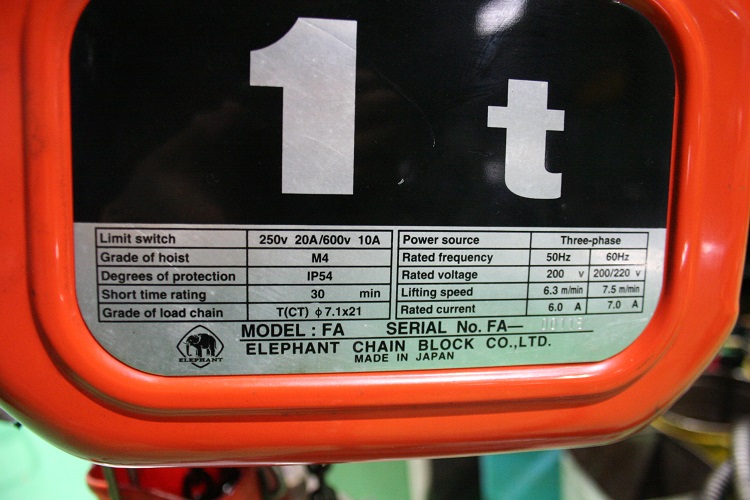 1 t
Limit switch 250v 20A/600v 10A
Grade of hoist M4
Degrees of protection IP54
Short time rating 30 min
Grade of load chain T(CT) φ7.1x21
Power source Three-phase
Rated frequency 50Hz 60Hz
Rated voltage 200 v 200/220 v
Lifting speed 6.3 m/min 7.5 m/min
Rated current 6.0 A 7.0 A
MODEL : FA SERIAL No. FA—
ELEPHANT
ELEPHANT CHAIN BLOCK CO.,LTD.
MADE IN JAPAN